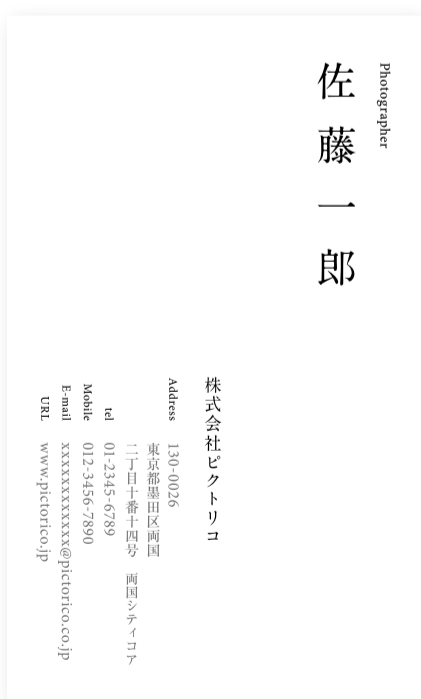 Photographer
佐藤一郎
株式会社ピクトリコ
Address 130-0026
東京都墨田区両国
二丁目十番十四号 両国シティコア
tel 01-2345-6789
Mobile 012-3456-7890
E-mail xxxxxxxxxxxx@pictorico.co.jp
URL www.pictorico.jp